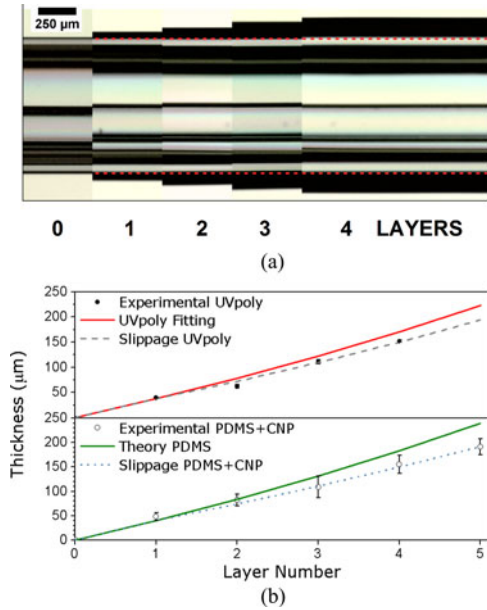 250 µm
0 1 2 3 4 LAYERS
(a)
250
200
150
100
50
Experimental UVpoly
UVpoly Fitting
Slippage UVpoly
200
150
100
50
0
Experimental PDMS+CNP
Theory PDMS
Slippage PDMS+CNP
Thickness (µm)
0 1 2 3 4 5
Layer Number
(b)